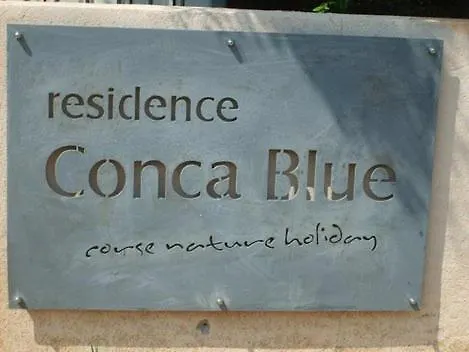 residence
Conca Blue
corse nature holiday